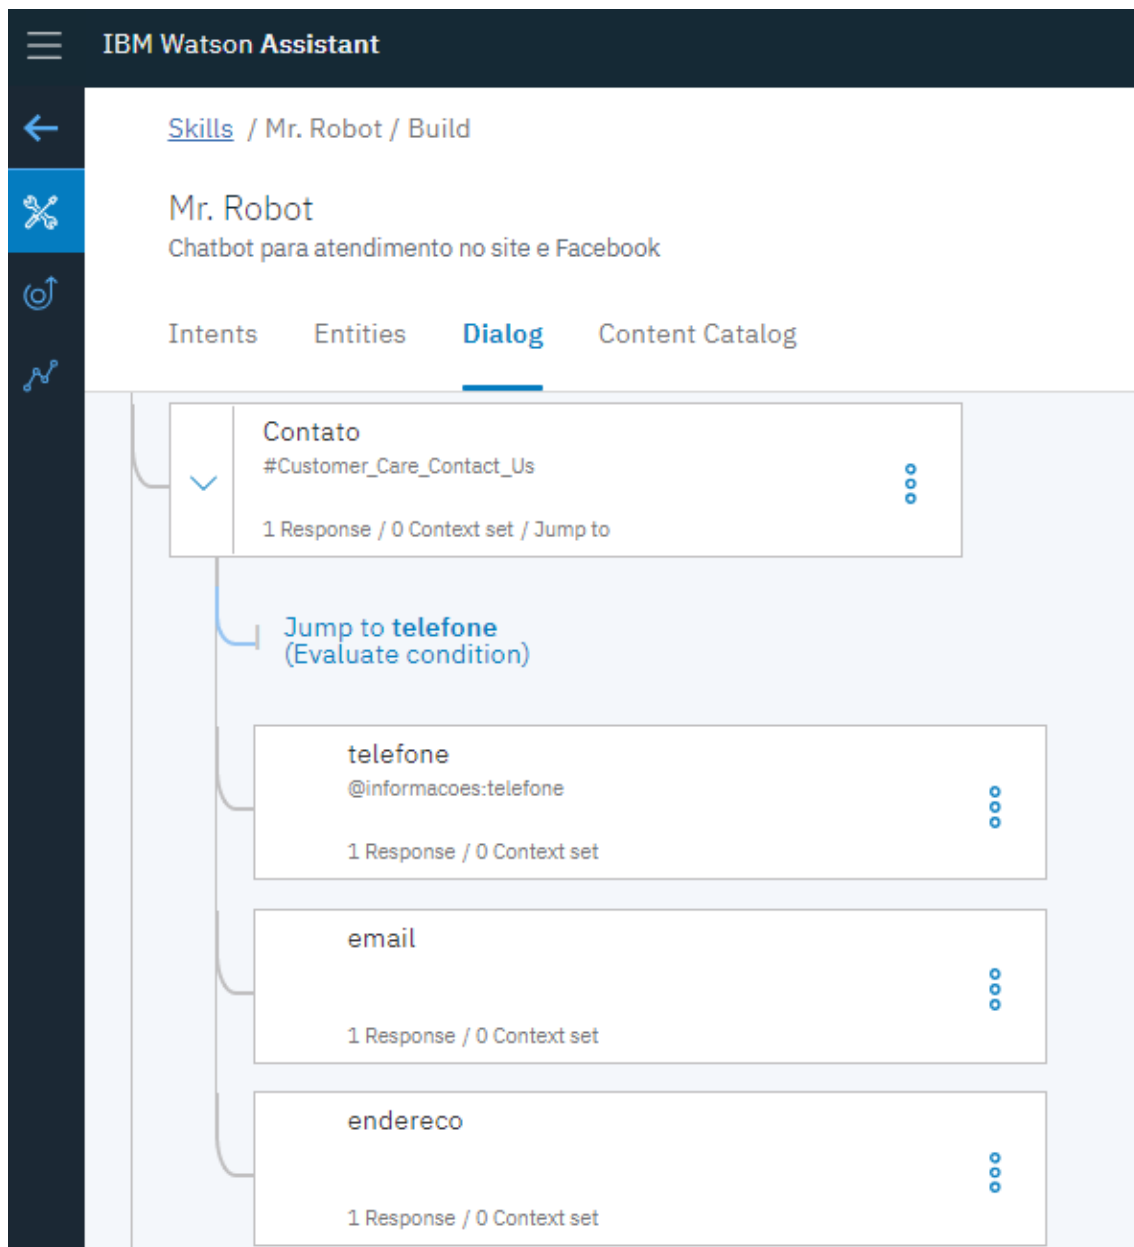 IBM Watson Assistant
Skills / Mr. Robot / Build
Mr. Robot
Chatbot para atendimento no site e Facebook
Intents Entities Dialog Content Catalog
Contato
#Customer_Care_Contact_Us
1 Response / 0 Context set / Jump to
Jump to telefone
(Evaluate condition)
telefone
@informacoes:telefone
1 Response / 0 Context set
email
1 Response / 0 Context set
endereco
1 Response / 0 Context set